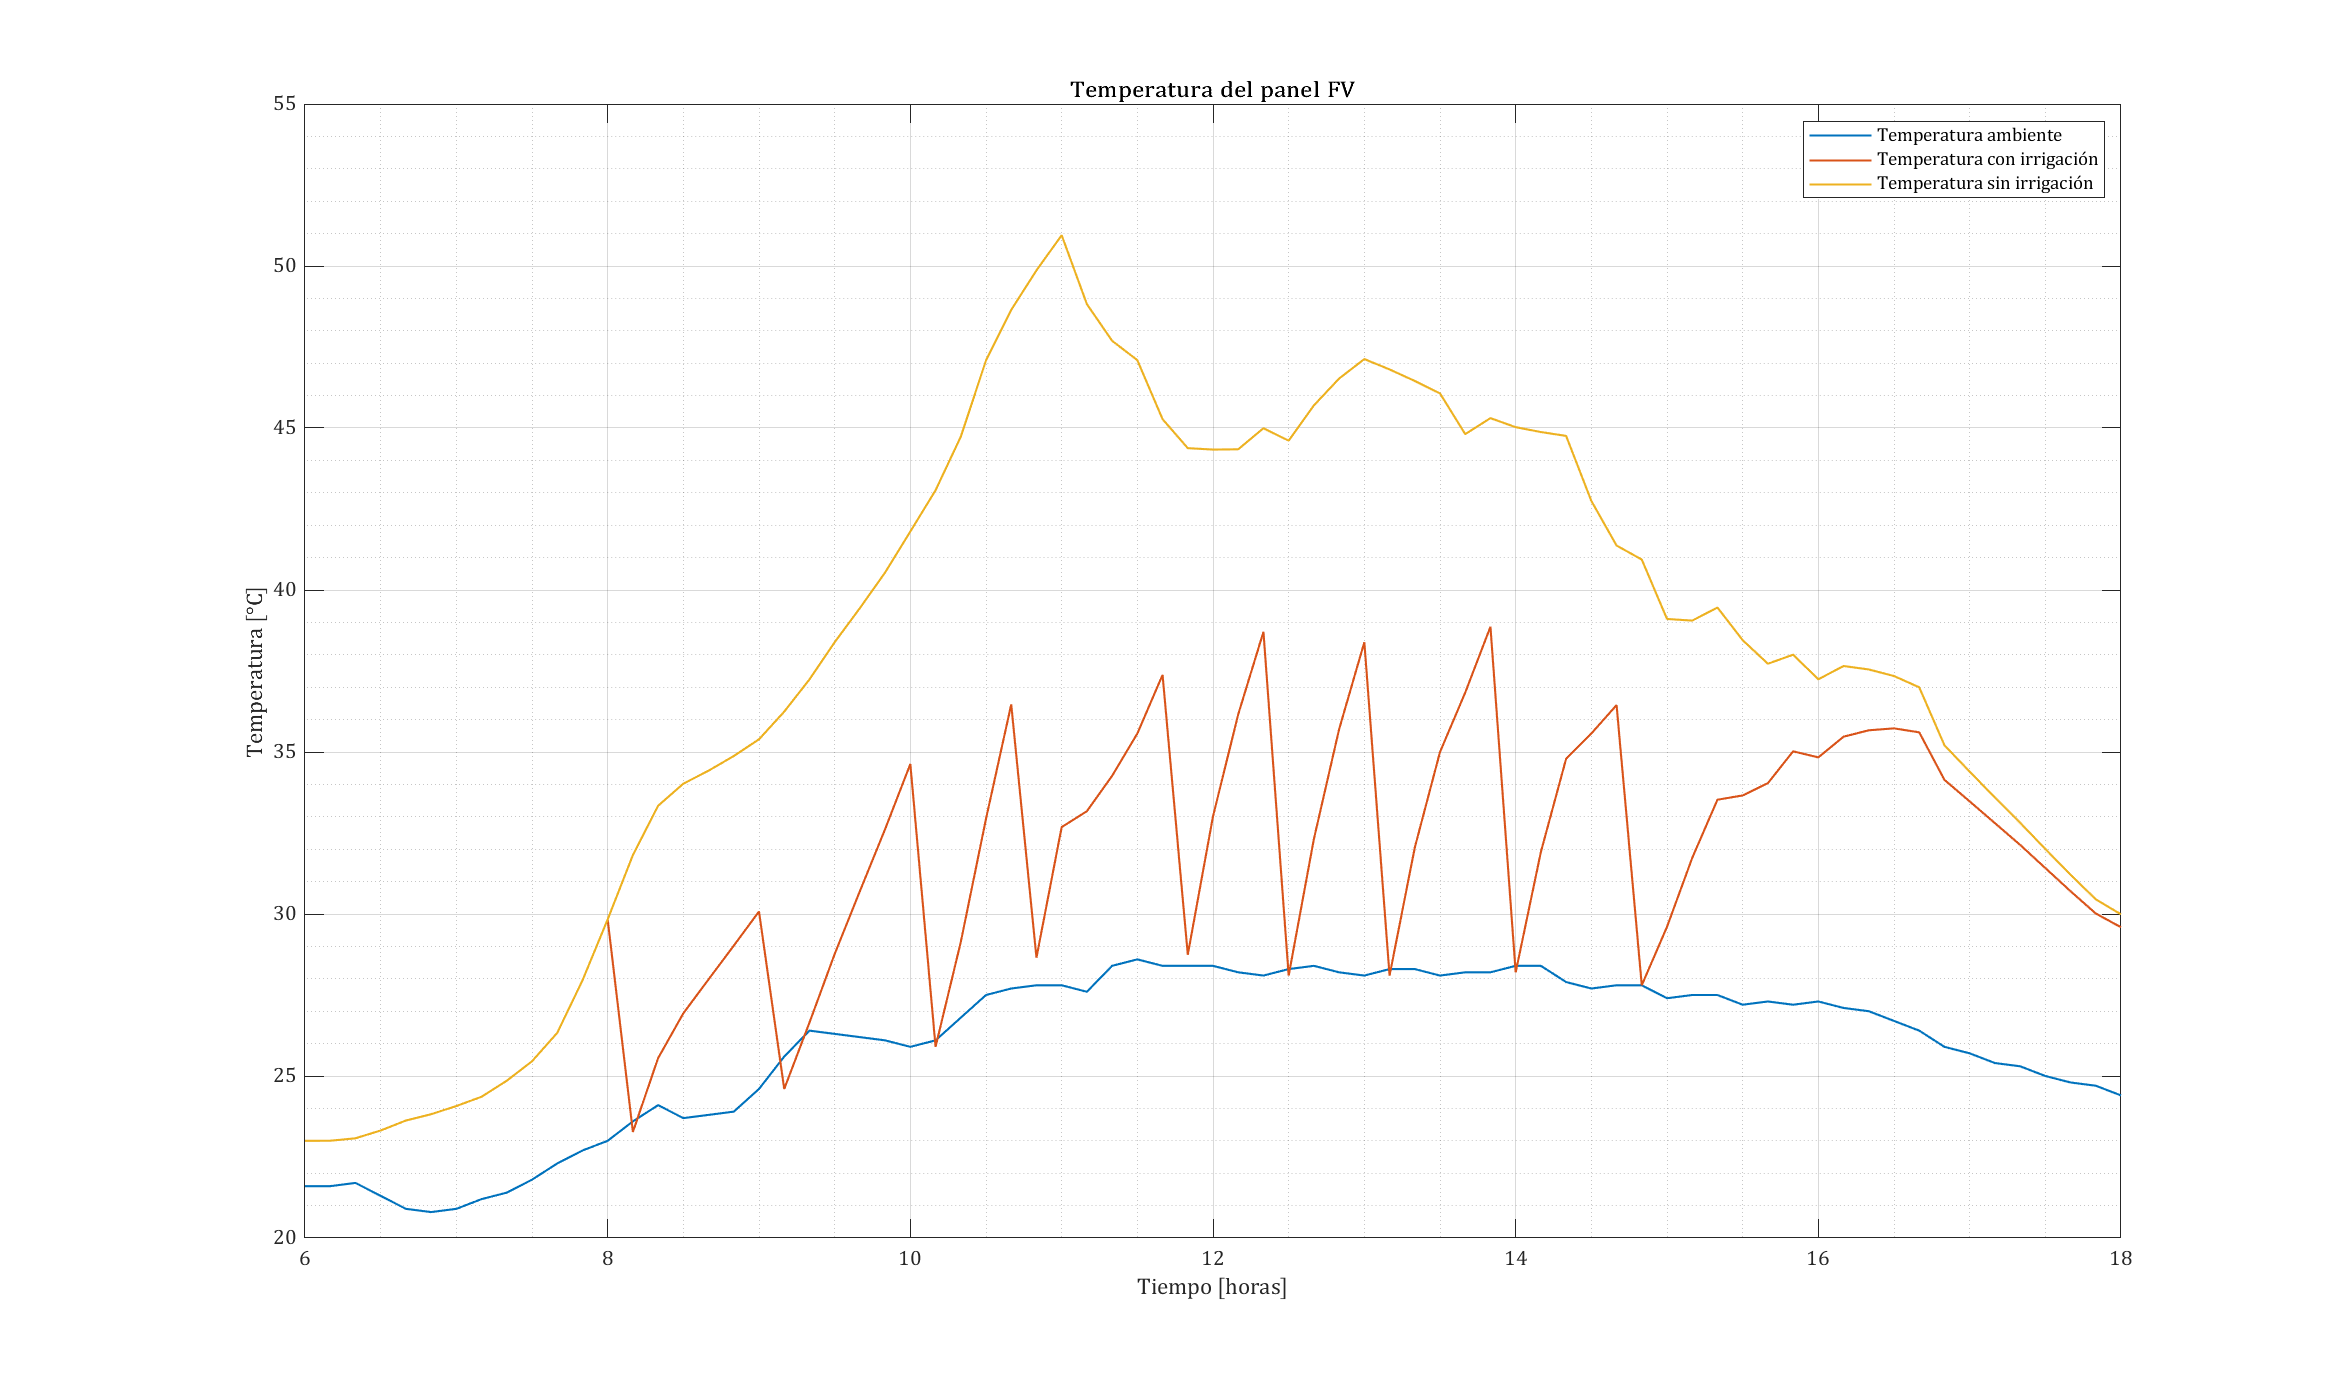 Temperatura del panel FV
Temperatura ambiente
Temperatura con irrigación
Temperatura sin irrigación
Temperatura [°C]
55
50
45
40
35
30
25
20
6 8 10 12 14 16 18
Tiempo [horas]